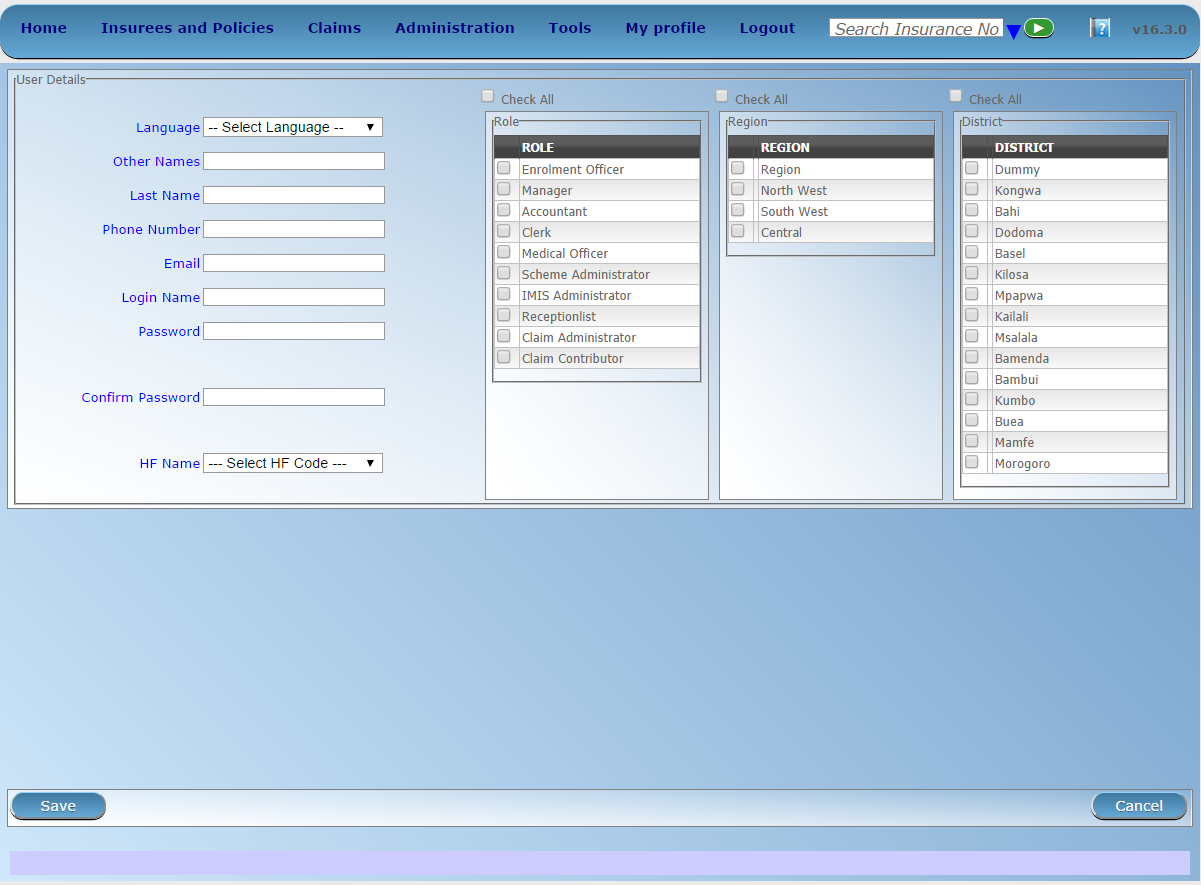 Home Insurees and Policies Claims Administration Tools My profile Logout Search Insurance No v16.3.0
User Details
Language -- Select Language --
Other Names
Last Name
Phone Number
Email
Login Name
Password
Confirm Password
HF Name --- Select HF Code ---
Check All
Role
ROLE
Enrolment Officer
Manager
Accountant
Clerk
Medical Officer
Scheme Administrator
IMIS Administrator
Receptionlist
Claim Administrator
Claim Contributor
Check All
Region
REGION
Region
North West
South West
Central
Check All
District
DISTRICT
Dummy
Kongwa
Bahi
Dodoma
Basel
Kilosa
Mpapwa
Kailali
Msalala
Bamenda
Bambui
Kumbo
Buea
Mamfe
Morogoro
Save Cancel